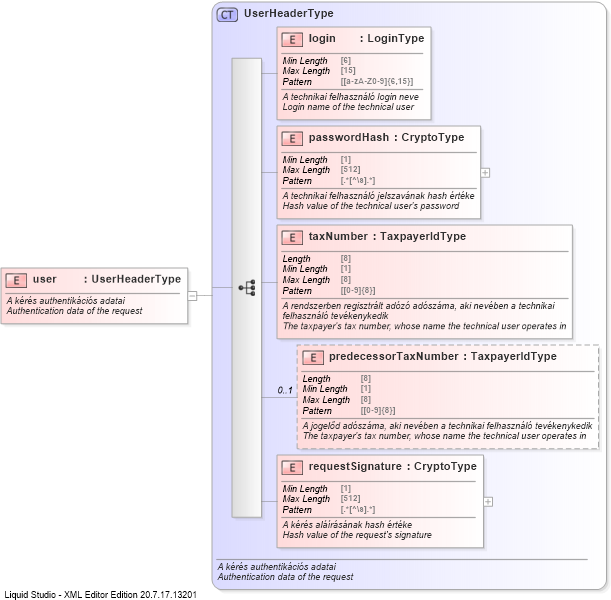 CT UserHeaderType
E login : LoginType
Min Length [6]
Max Length [15]
Pattern [[a-zA-Z0-9]{6,15}]
A technikai felhasználó login neve
Login name of the technical user
E passwordHash : CryptoType
Min Length [1]
Max Length [512]
Pattern [.*[^\s].*]
A technikai felhasználó jelszavának hash értéke
Hash value of the technical user's password
E taxNumber : TaxpayerIdType
Length [8]
Min Length [1]
Max Length [8]
Pattern [[0-9]{8}]
A rendszerben regisztrált adózó adószáma, aki nevében a technikai
felhasználó tevékenykedik
The taxpayer's tax number, whose name the technical user operates in
E user : UserHeaderType
A kérés authentikációs adatai
Authentication data of the request
0..1
E predecessorTaxNumber : TaxpayerIdType
Length [8]
Min Length [1]
Max Length [8]
Pattern [[0-9]{8}]
A jogelőd adószáma, aki nevében a technikai felhasználó tevékenykedik
The taxpayer's tax number, whose name the technical user operates in
E requestSignature : CryptoType
Min Length [1]
Max Length [512]
Pattern [.*[^\s].*]
A kérés aláírásának hash értéke
Hash value of the request's signature
A kérés authentikációs adatai
Authentication data of the request
Liquid Studio - XML Editor Edition 20.7.17.13201